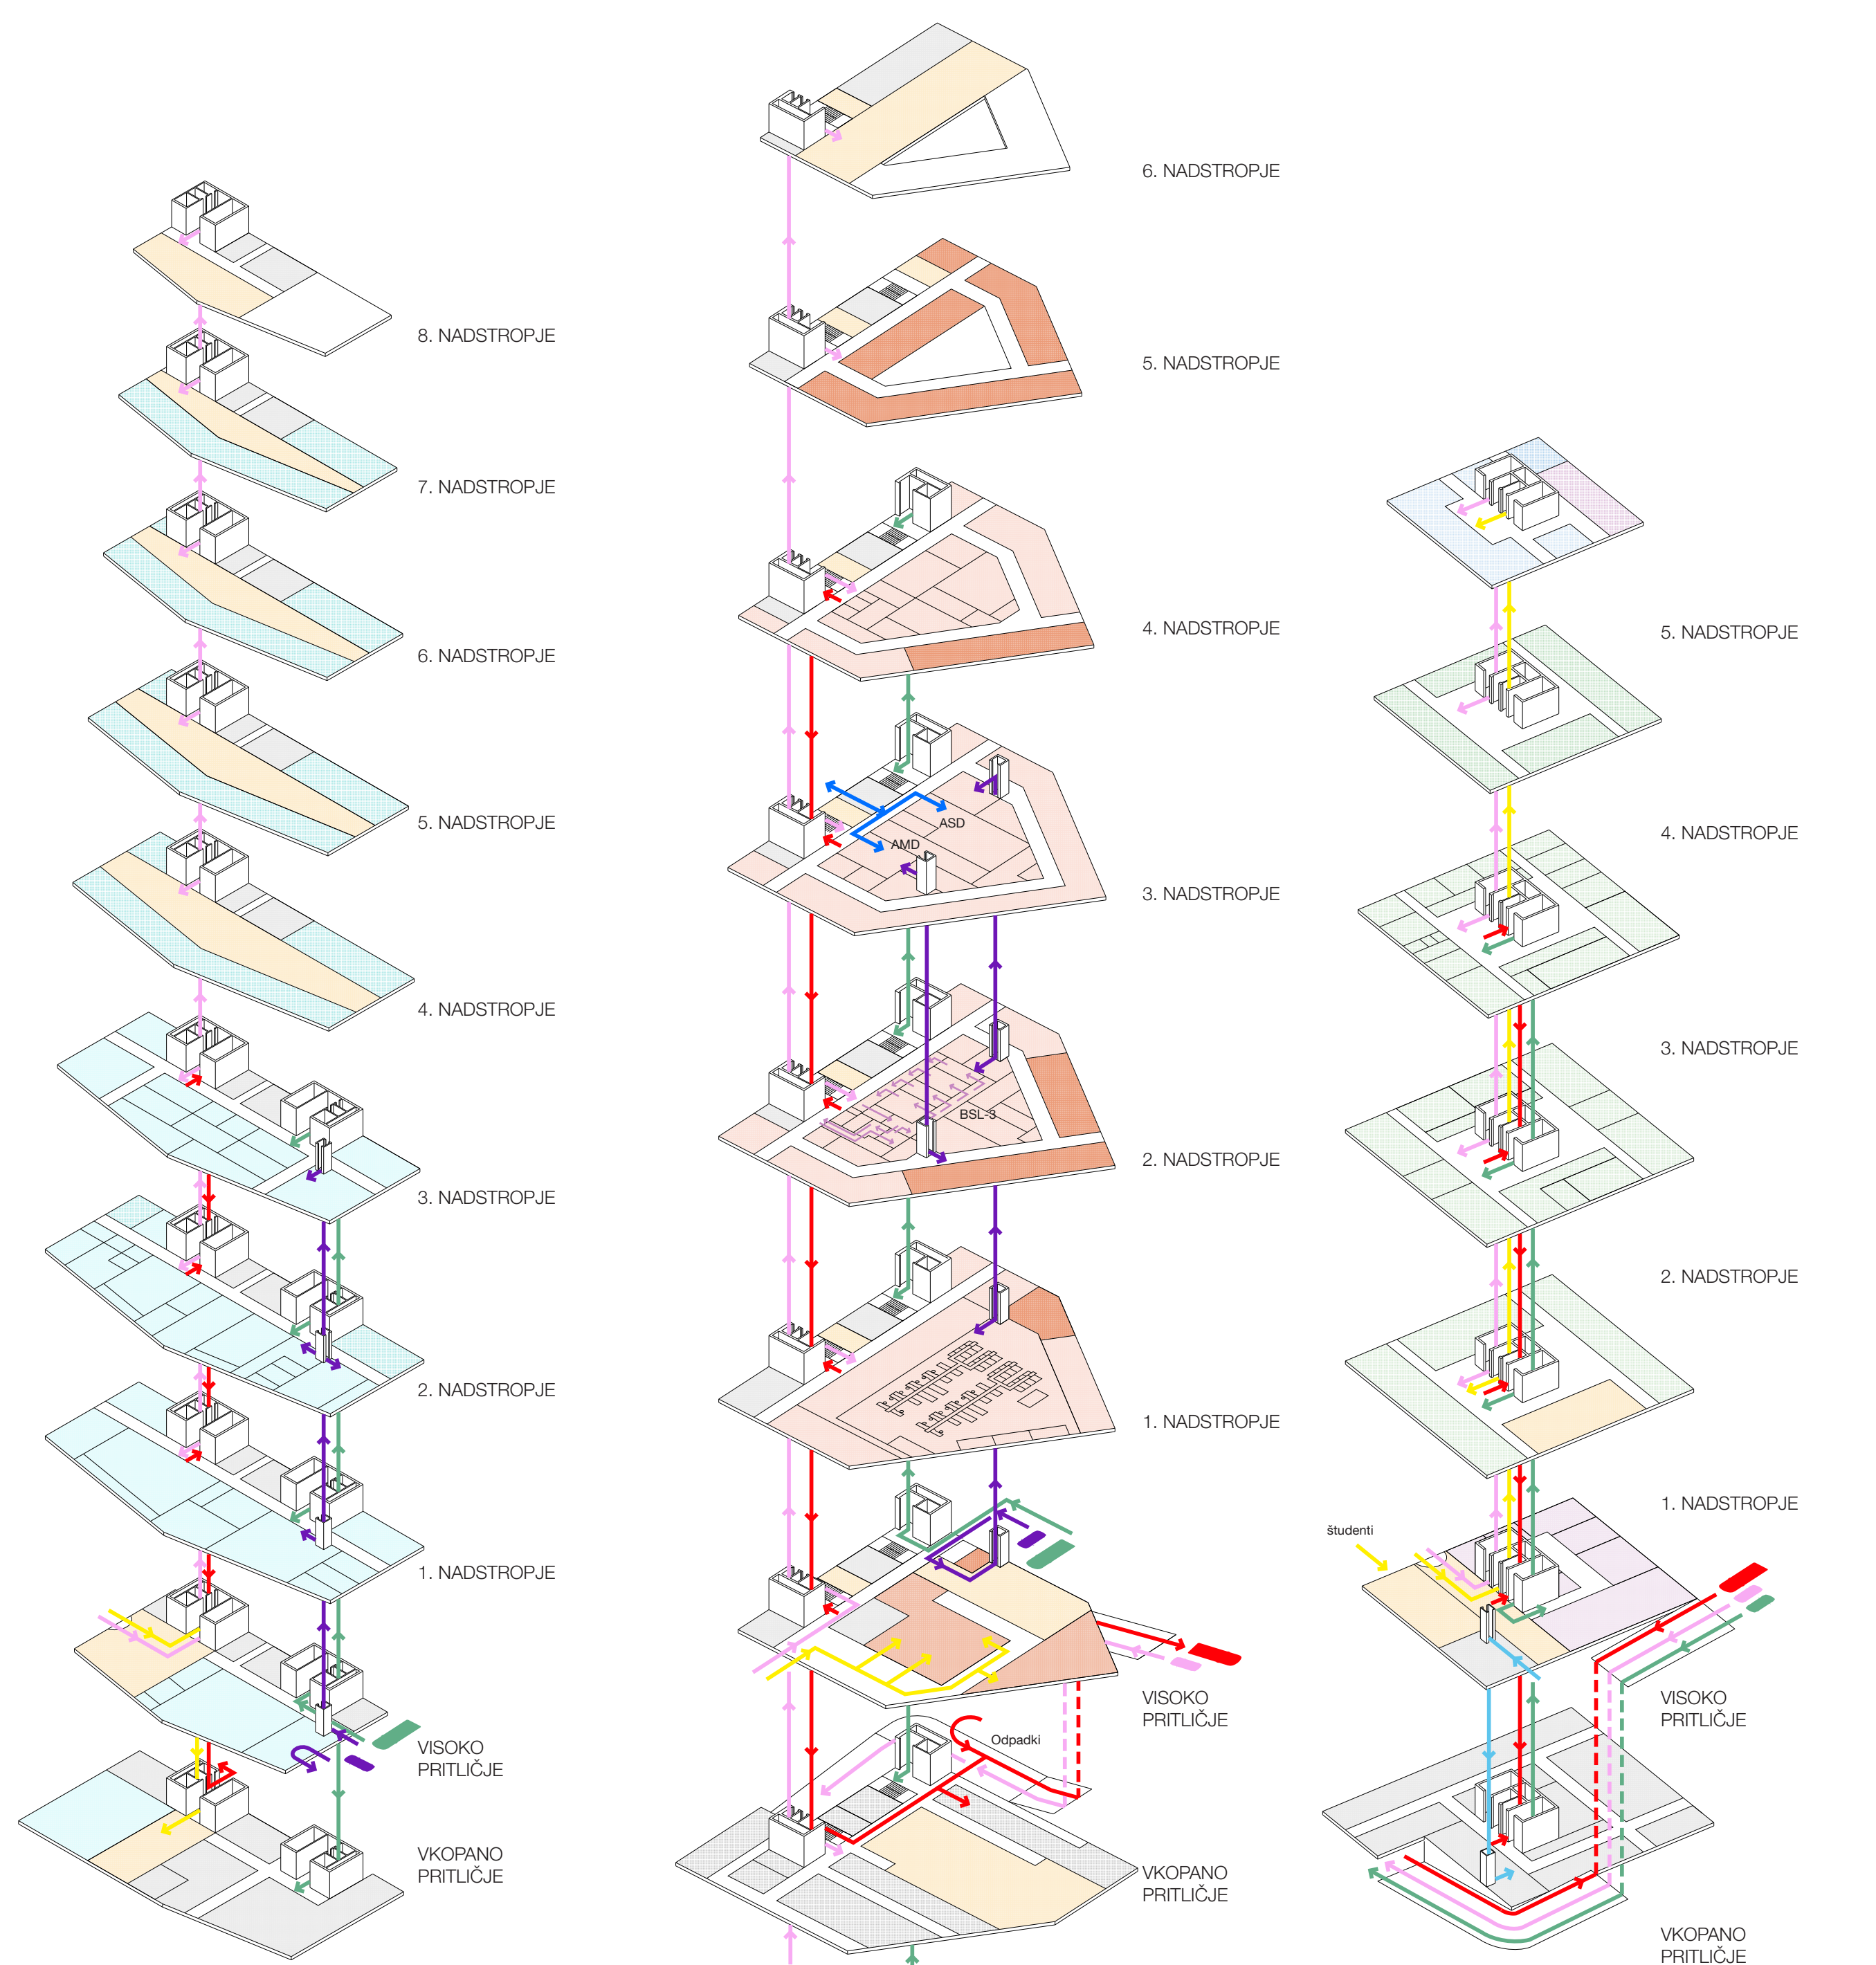 8. NADSTROPJE
7. NADSTROPJE
6. NADSTROPJE
5. NADSTROPJE
4. NADSTROPJE
3. NADSTROPJE
2. NADSTROPJE
1. NADSTROPJE
VISOKO
PRITLIČJE
VKOPANO
PRITLIČJE
6. NADSTROPJE
5. NADSTROPJE
4. NADSTROPJE
ASD
AMD
3. NADSTROPJE
BSL-3
2. NADSTROPJE
1. NADSTROPJE
VISOKO
PRITLIČJE
Odpadki
VKOPANO
PRITLIČJE
5. NADSTROPJE
4. NADSTROPJE
3. NADSTROPJE
2. NADSTROPJE
1. NADSTROPJE
študenti
VISOKO
PRITLIČJE
VKOPANO
PRITLIČJE